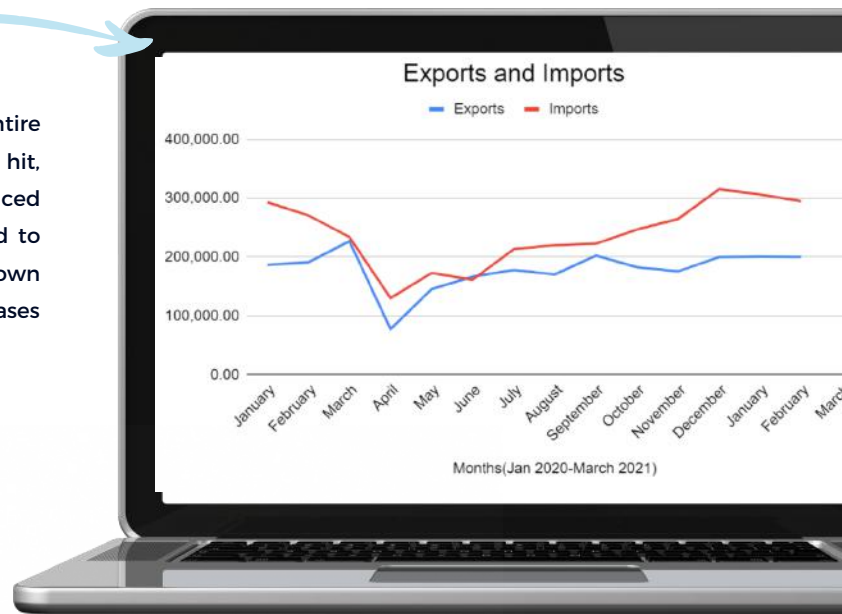 ntire
hit,
ced
d to
own
ases
Exports and Imports
Exports
Imports
400,000.00
300,000.00
200,000.00
100,000.00
0.00
January
February
March
April
May
June
July
August
September
October
November
December
January
February
March
Months(Jan 2020-March 2021)